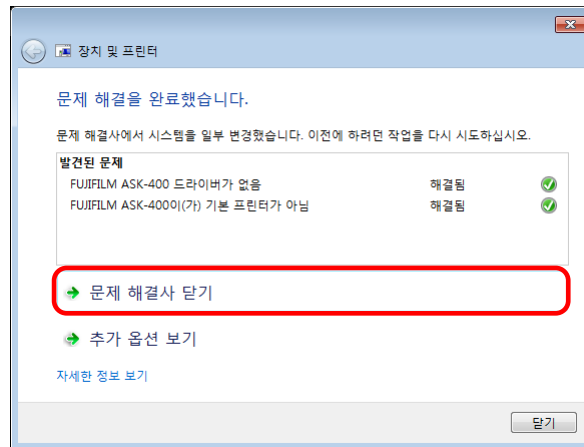 장치 및 프린터
문제 해결을 완료했습니다.
문제 해결사에서 시스템을 일부 변경했습니다. 이전에 하려던 작업을 다시 시도하십시오.
발견된 문제
FUJIFILM ASK-400 드라이버가 없음 해결됨
FUJIFILM ASK-400이(가) 기본 프린터가 아님 해결됨
문제 해결사 닫기
추가 옵션 보기
자세한 정보 보기
닫기